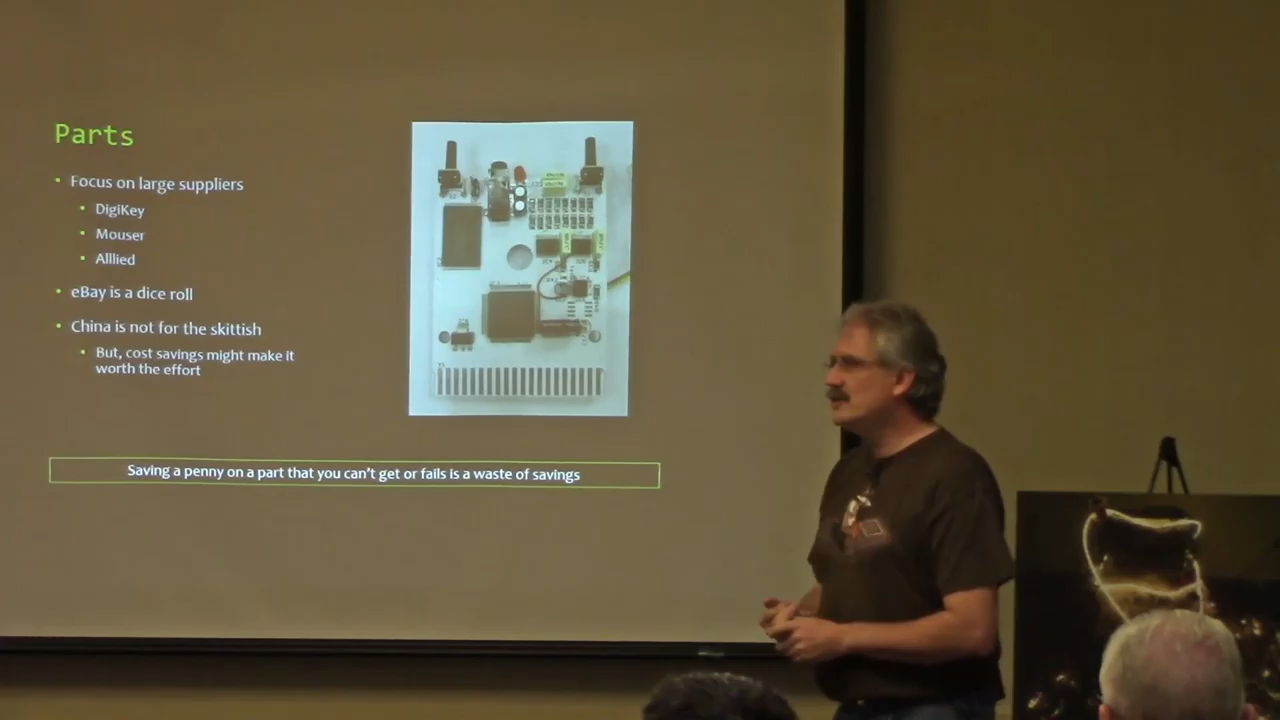 Parts
• Focus on large suppliers
• DigiKey
• Mouser
• Alllied
• eBay is a dice roll
• China is not for the skittish
• But, cost savings might make it
worth the effort
Saving a penny on a part that you can't get or fails is a waste of savings